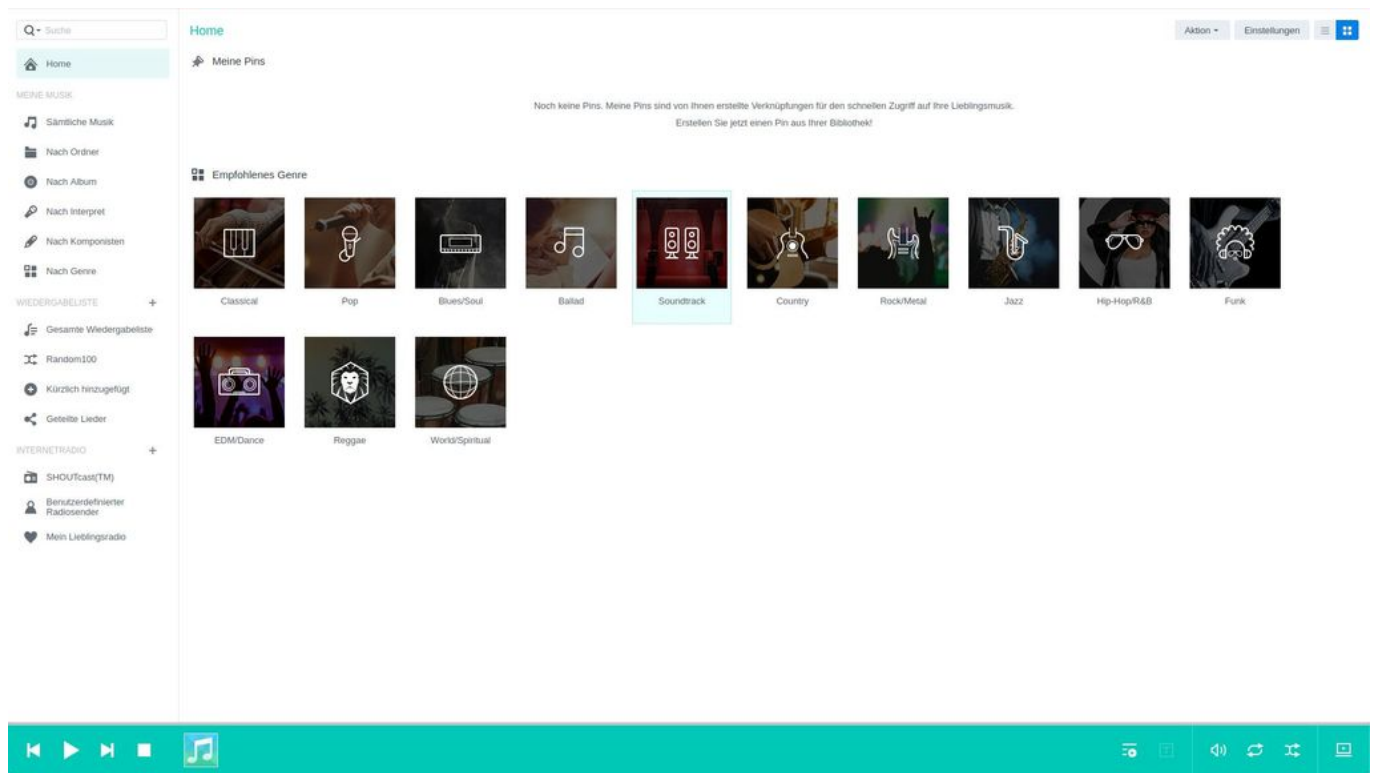 Suche
Home
MEINE MUSIK
Sämtliche Musik
Nach Ordner
Nach Album
Nach Interpret
Nach Komponisten
Nach Genre
WIEDERGABELISTE
Gesamte Wiedergabeliste
Random100
Kürzlich hinzugefügt
Geteilte Lieder
INTERNETRADIO
SHOUTcast(TM)
Benutzerdefinierter
Radiosender
Mein Lieblingsradio
Home
Aktion
Einstellungen
Meine Pins
Noch keine Pins. Meine Pins sind von Ihnen erstellte Verknüpfungen für den schnellen Zugriff auf Ihre Lieblingsmusik.
Erstellen Sie jetzt einen Pin aus Ihrer Bibliothek!
Empfohlenes Genre
Classical
Pop
Blues/Soul
Ballad
Soundtrack
Country
Rock/Metal
Jazz
Hip-Hop/R&B
Funk
EDM/Dance
Reggae
World/Spiritual